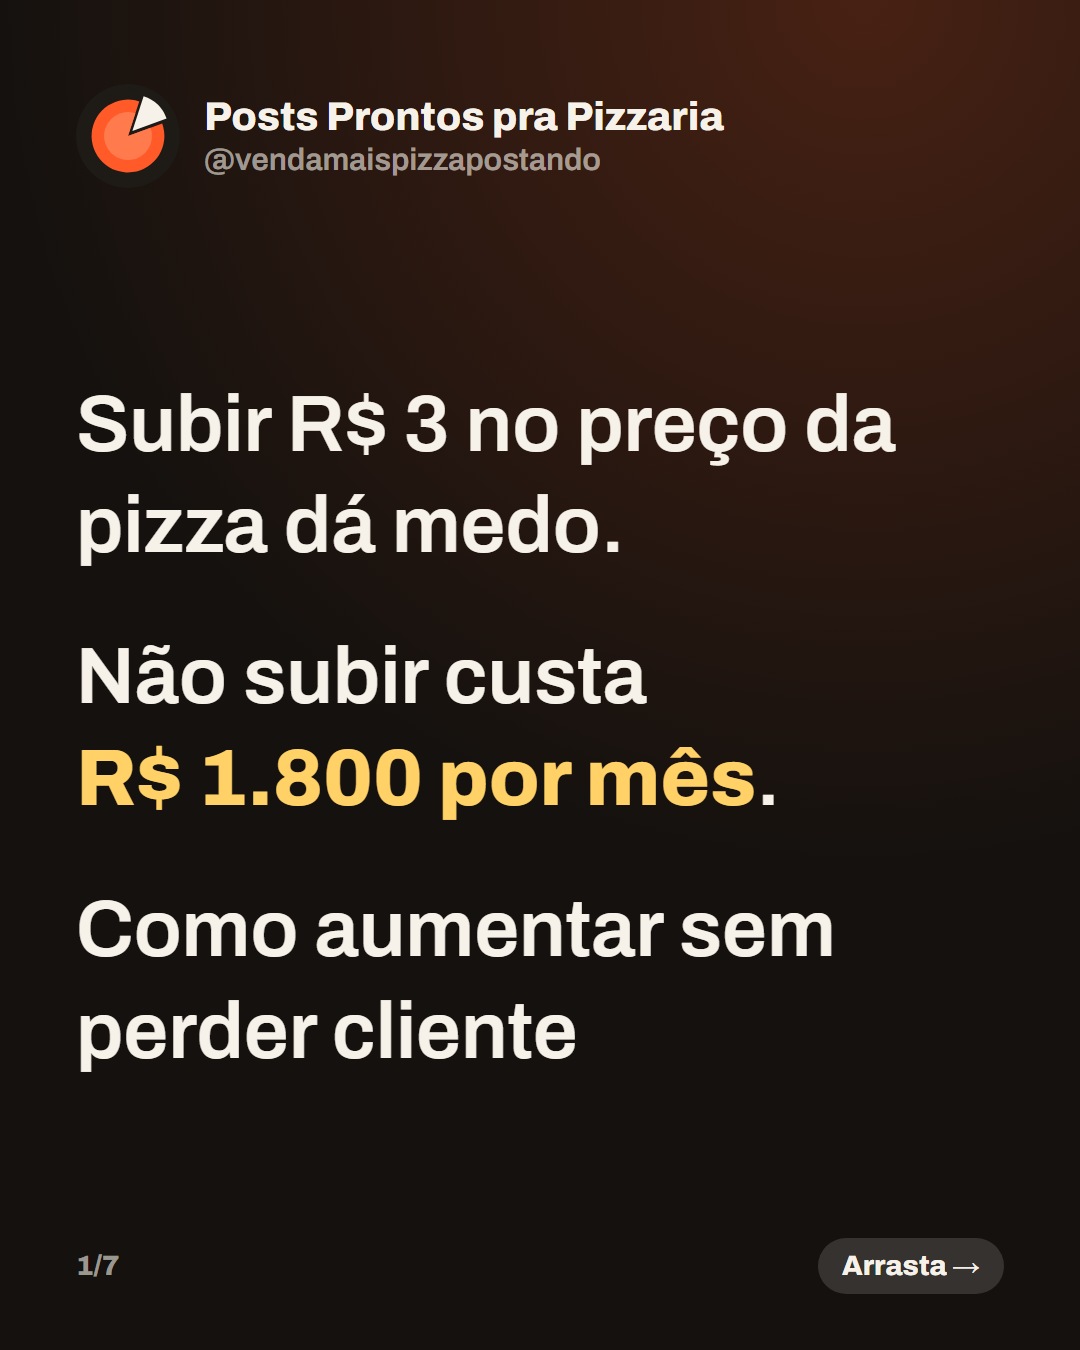 Posts Prontos pra Pizzaria
@vendamaispizzapostando
Subir R$ 3 no preço da
pizza dá medo.
Não subir custa
R$ 1.800 por mês.
Como aumentar sem
perder cliente
1/7
Arrasta →